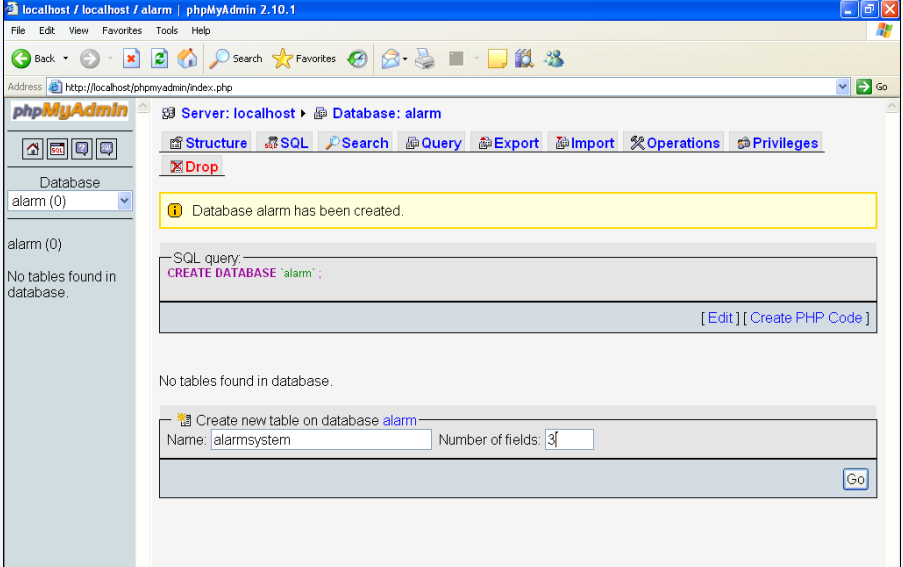 localhost / localhost / alarm | phpMyAdmin 2.10.1
File Edit View Favorites Tools Help
Back Search Favorites
Address http://localhost/phpmyadmin/index.php Go
phpMyAdmin
SQL
Database
alarm (0)
alarm (0)
No tables found in
database.
Server: localhost Database: alarm
Structure SQL Search Query Export Import Operations Privileges
Drop
Database alarm has been created.
SQL query:
CREATE DATABASE `alarm` ;
[ Edit ] [ Create PHP Code ]
No tables found in database.
Create new table on database alarm
Name: alarmsystem Number of fields: 3
Go